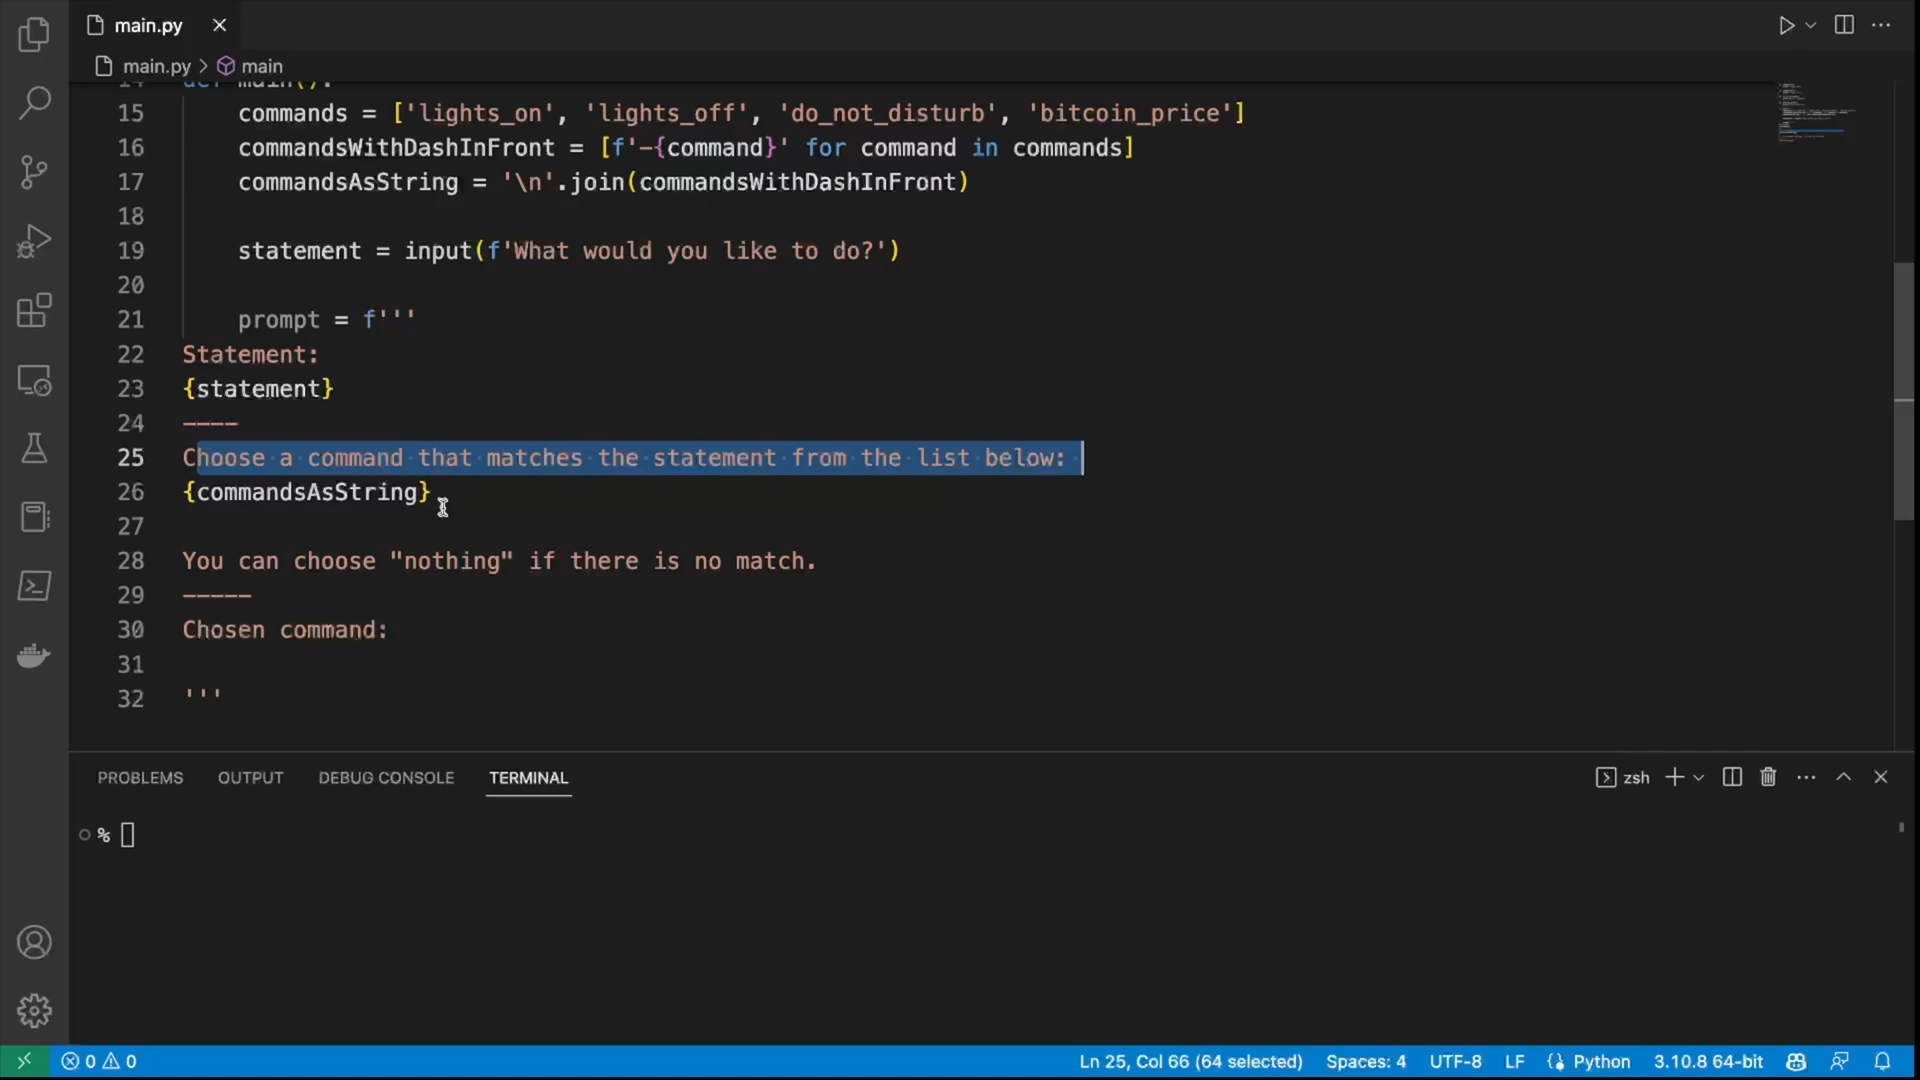 main.py
main.py > main
14 def main():
15 commands = ['lights_on', 'lights_off', 'do_not_disturb', 'bitcoin_price']
16 commandsWithDashInFront = [f'-{command}' for command in commands]
17 commandsAsString = '\n'.join(commandsWithDashInFront)
18
19 statement = input(f'What would you like to do?')
20
21 prompt = f'''
22 Statement:
23 {statement}
24 ----
25 Choose a command that matches the statement from the list below:
26 {commandsAsString}
27
28 You can choose "nothing" if there is no match.
29 -----
30 Chosen command:
31
32 '''
PROBLEMS OUTPUT DEBUG CONSOLE TERMINAL zsh
%
0 0 Ln 25, Col 66 (64 selected) Spaces: 4 UTF-8 LF Python 3.10.8 64-bit